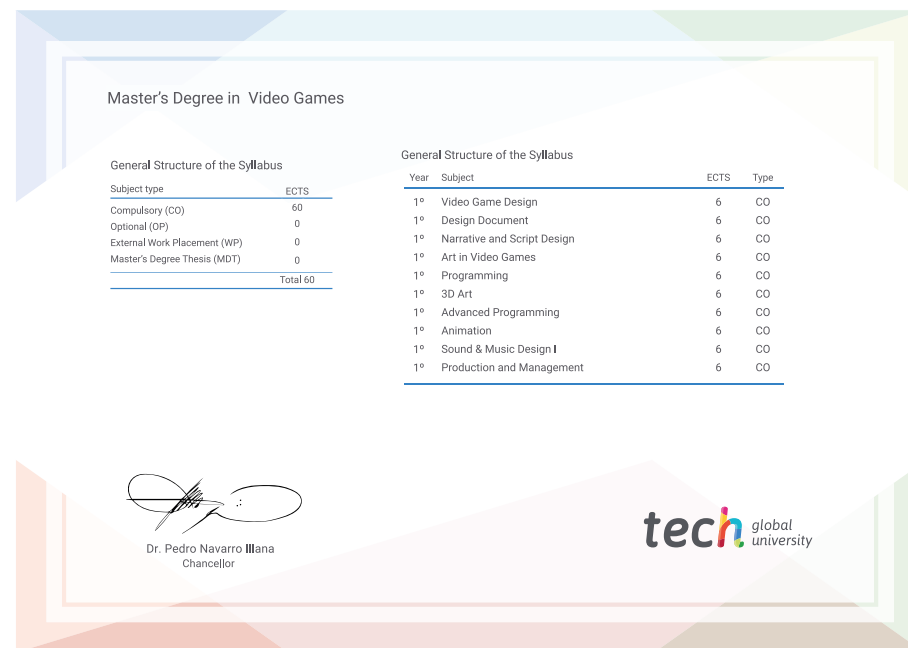 Master's Degree in Video Games
General Structure of the Syllabus
Subject type ECTS
Compulsory (CO) 60
Optional (OP) 0
External Work Placement (WP) 0
Master's Degree Thesis (MDT) 0
Total 60
General Structure of the Syllabus
Year Subject ECTS Type
1º Video Game Design 6 CO
1º Design Document 6 CO
1º Narrative and Script Design 6 CO
1º Art in Video Games 6 CO
1º Programming 6 CO
1º 3D Art 6 CO
1º Advanced Programming 6 CO
1º Animation 6 CO
1º Sound & Music Design I 6 CO
1º Production and Management 6 CO
Dr. Pedro Navarro Illana
Chancellor
tech global
university